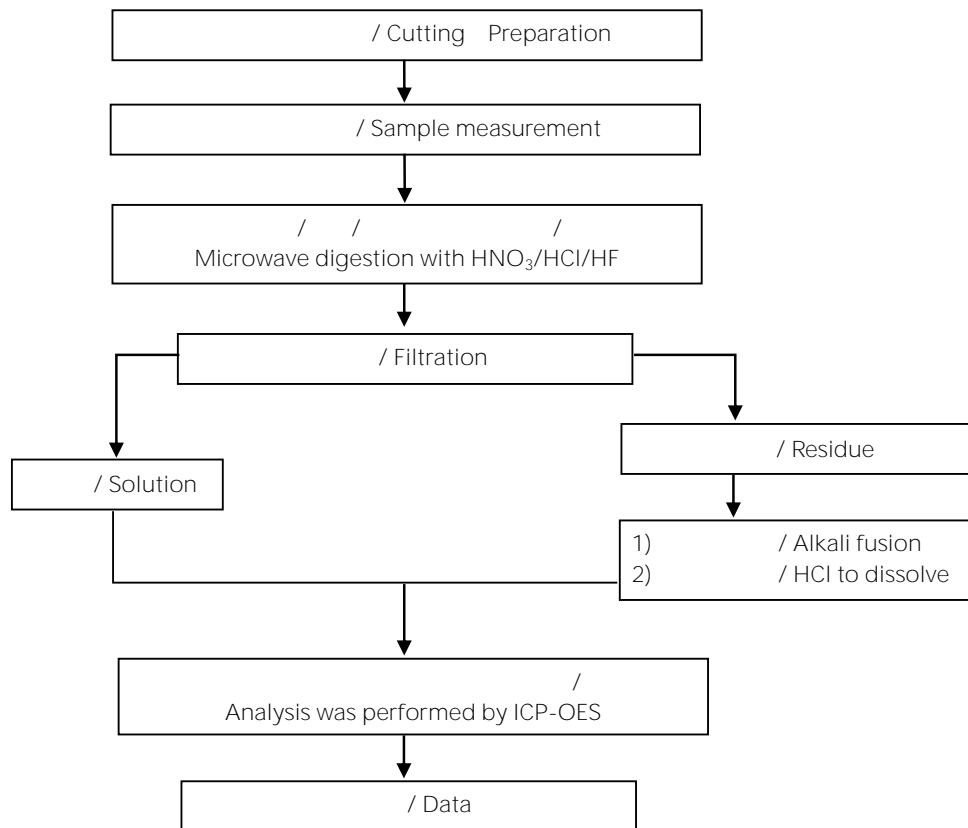 / Cutting Preparation
/ Sample measurement
/ / /
Microwave digestion with HNO₃/HCl/HF
/ Filtration
/ Residue
/ Solution
1) / Alkali fusion
2) / HCl to dissolve
/
Analysis was performed by ICP-OES
/ Data